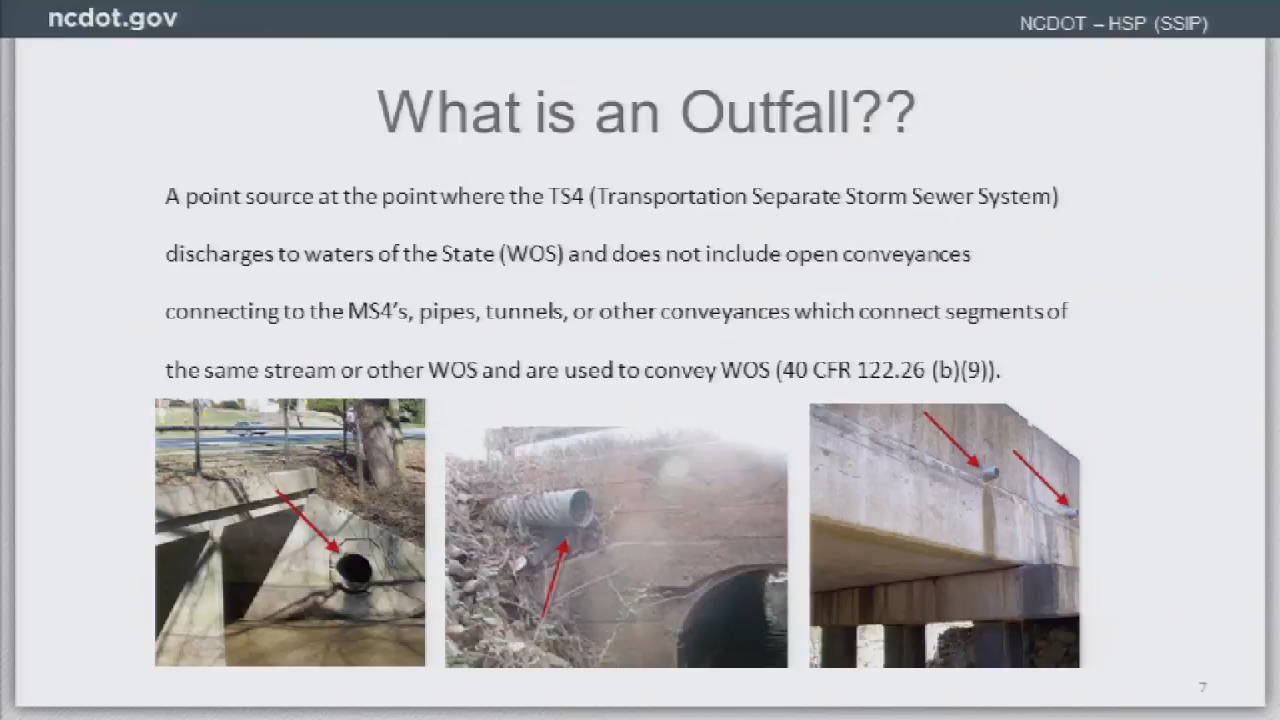 ncdot.gov
NCDOT – HSP (SSIP)
What is an Outfall??
A point source at the point where the TS4 (Transportation Separate Storm Sewer System)
discharges to waters of the State (WOS) and does not include open conveyances
connecting to the MS4's, pipes, tunnels, or other conveyances which connect segments of
the same stream or other WOS and are used to convey WOS (40 CFR 122.26 (b)(9)).
7